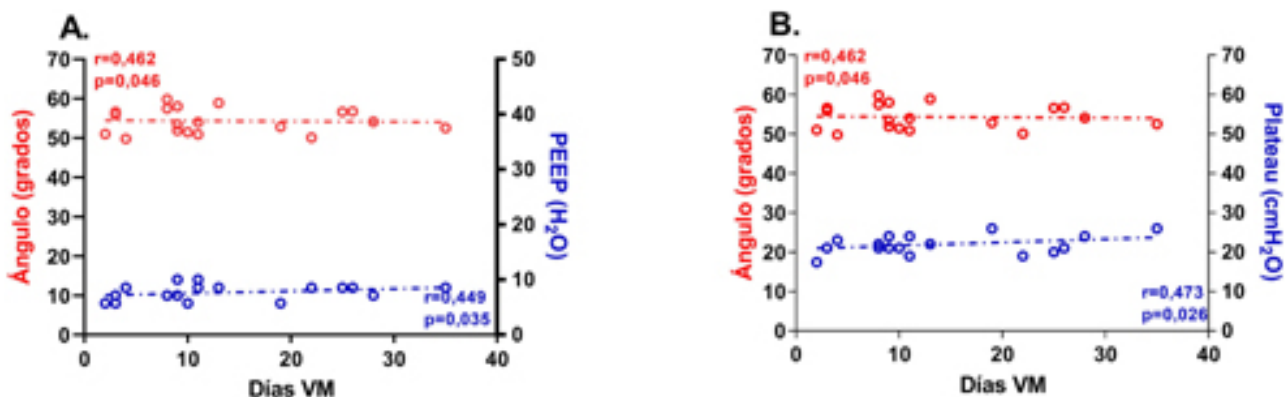 A.
r=0,462
p=0,046
70
60
50
40
30
20
10
0
Ángulo (grados)
50
40
30
20
10
0
PEEP (H₂O)
r=0,449
p=0,035
0
10
20
30
40
Días VM
B.
r=0,462
p=0,046
70
60
50
40
30
20
10
0
Ángulo (grados)
70
60
50
40
30
20
10
0
Plateau (cmH₂O)
r=0,473
p=0,026
0
10
20
30
40
Días VM